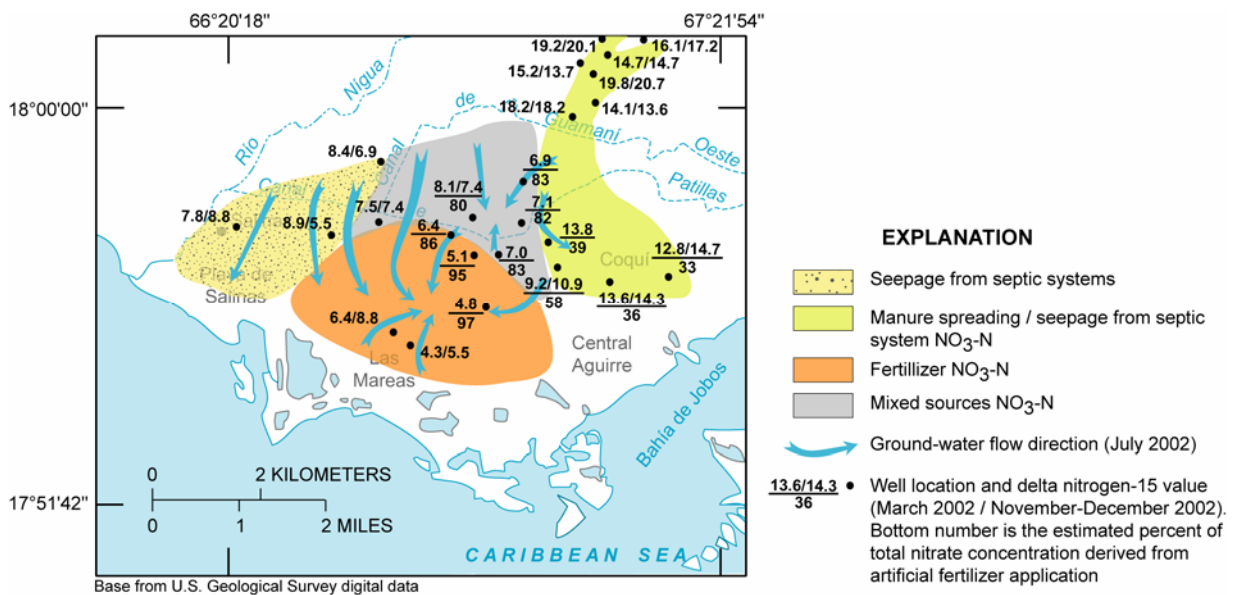 66°20'18"
67°21'54"
18°00'00"
17°51'42"
19.2/20.1
16.1/17.2
14.7/14.7
15.2/13.7
19.8/20.7
18.2/18.2
14.1/13.6
Río
Nigua
de
Guamaní
Oeste
Canal
Patillas
Canal
de
8.4/6.9
6.9
83
8.1/7.4
80
7.1
82
7.8/8.8
Salinas
8.9/5.5
7.5/7.4
6.4
86
13.8
39
12.8/14.7
33
Coquí
5.1
95
7.0
83
Playa de
Salinas
9.2/10.9
58
13.6/14.3
36
4.8
97
6.4/8.8
4.3/5.5
Las
Mareas
Central
Aguirre
Bahía de Jobos
0 2 KILOMETERS
0 1 2 MILES
CARIBBEAN SEA
Base from U.S. Geological Survey digital data
EXPLANATION
Seepage from septic systems
Manure spreading / seepage from septic
system NO3-N
Fertillizer NO3-N
Mixed sources NO3-N
Ground-water flow direction (July 2002)
13.6/14.3
36
Well location and delta nitrogen-15 value
(March 2002 / November-December 2002).
Bottom number is the estimated percent of
total nitrate concentration derived from
artificial fertilizer application